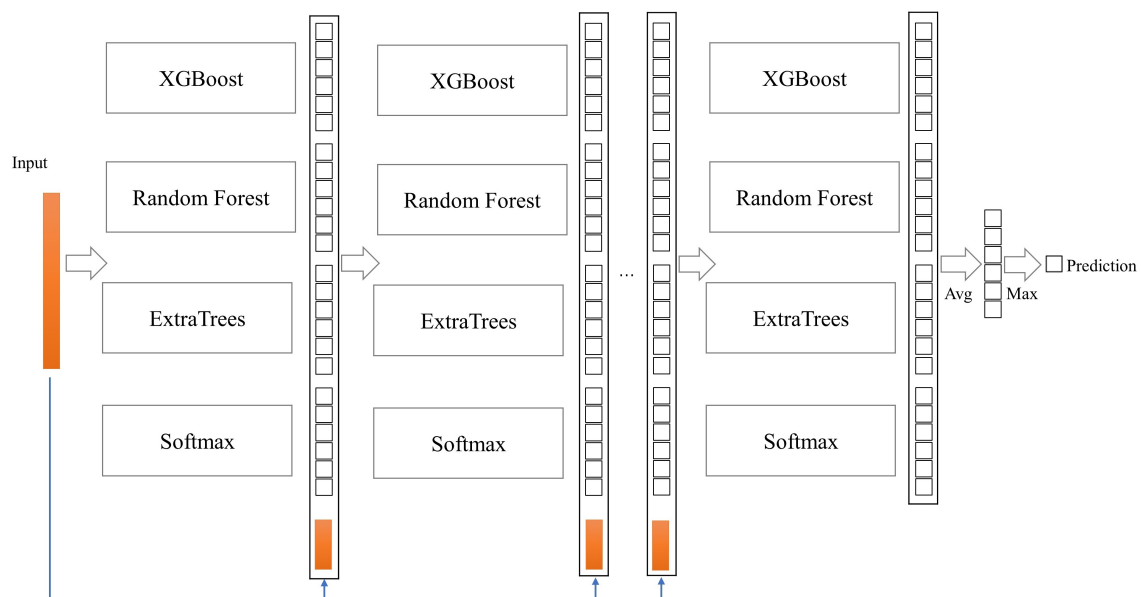 Input
XGBoost
Random Forest
ExtraTrees
Softmax
XGBoost
Random Forest
ExtraTrees
Softmax
...
XGBoost
Random Forest
ExtraTrees
Softmax
Avg
Max
Prediction